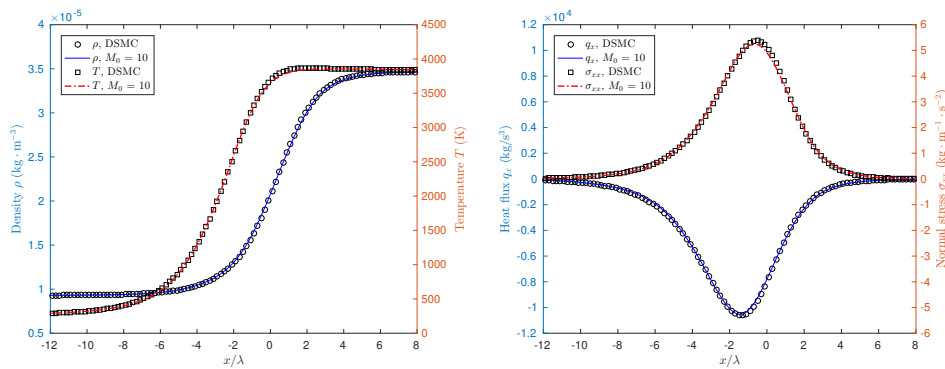 4 ×10⁻⁵
4500
ρ, DSMC
ρ, M₀ = 10
T, DSMC
T, M₀ = 10
3.5
3
2.5
2
1.5
1
0.5
4000
3500
3000
2500
2000
1500
1000
500
0
-12 -10 -8 -6 -4 -2 0 2 4 6 8
x/λ
Density ρ (kg · m⁻³)
Temperature T (K)
1.2 ×10⁴
6
qₓ, DSMC
qₓ, M₀ = 10
σₓₓ, DSMC
σₓₓ, M₀ = 10
1
0.8
0.6
0.4
0.2
0
-0.2
-0.4
-0.6
-0.8
-1
-1.2
5
4
3
2
1
0
-1
-2
-3
-4
-5
-6
-12 -10 -8 -6 -4 -2 0 2 4 6 8
x/λ
Heat flux qₓ (kg/s³)
Normal stress σₓₓ (kg · m⁻¹ · s⁻²)